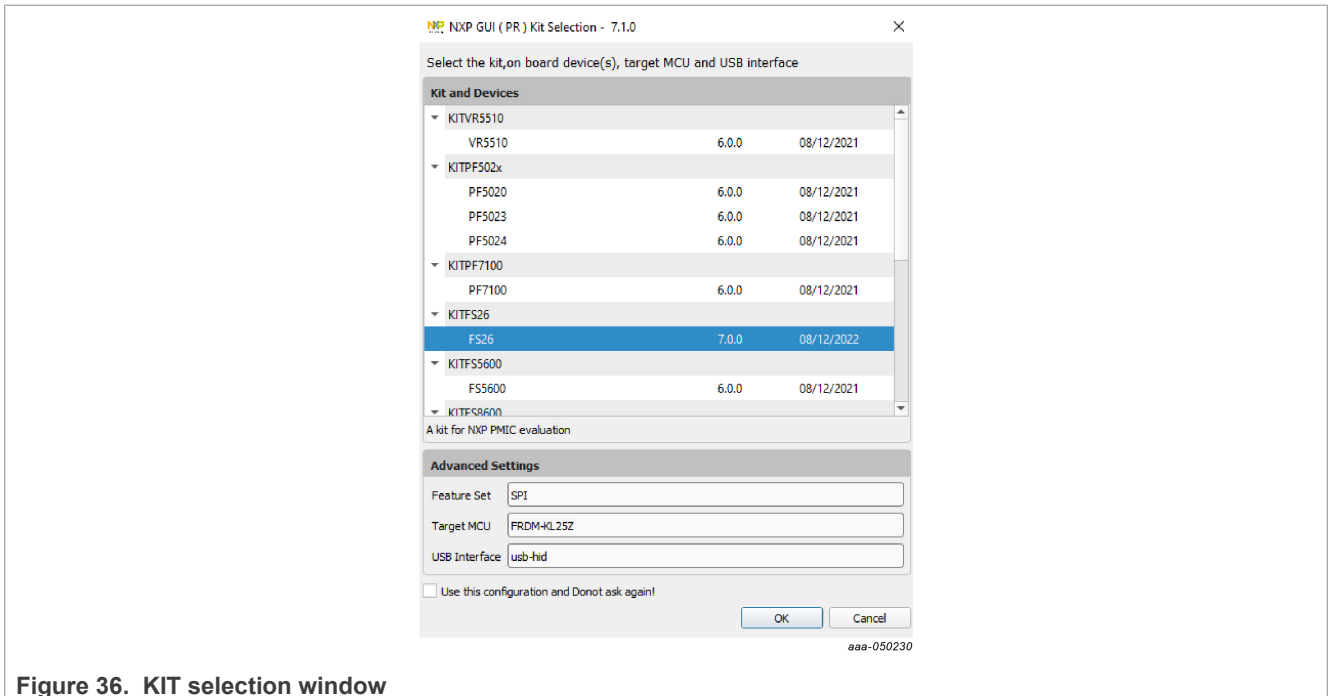 NXP GUI ( PR ) Kit Selection - 7.1.0
Select the kit,on board device(s), target MCU and USB interface
Kit and Devices
KITVR5510
VR5510 6.0.0 08/12/2021
KITPF502x
PF5020 6.0.0 08/12/2021
PF5023 6.0.0 08/12/2021
PF5024 6.0.0 08/12/2021
KITPF7100
PF7100 6.0.0 08/12/2021
KITFS26
FS26 7.0.0 08/12/2022
KITFS5600
FS5600 6.0.0 08/12/2021
KITFS8600
A kit for NXP PMIC evaluation
Advanced Settings
Feature Set SPI
Target MCU FRDM-KL25Z
USB Interface usb-hid
Use this configuration and Donot ask again!
OK Cancel
aaa-050230
Figure 36. KIT selection window